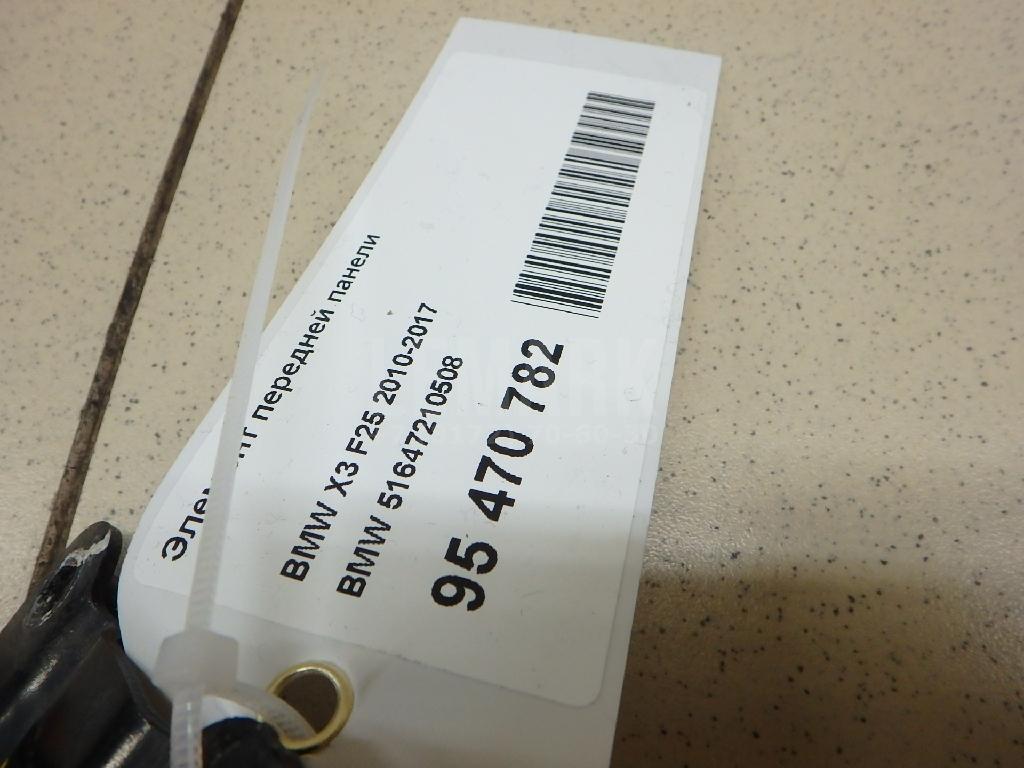 передней панели
BMW X3 F25 2010-2017
BMW 51647210508
95 470 782